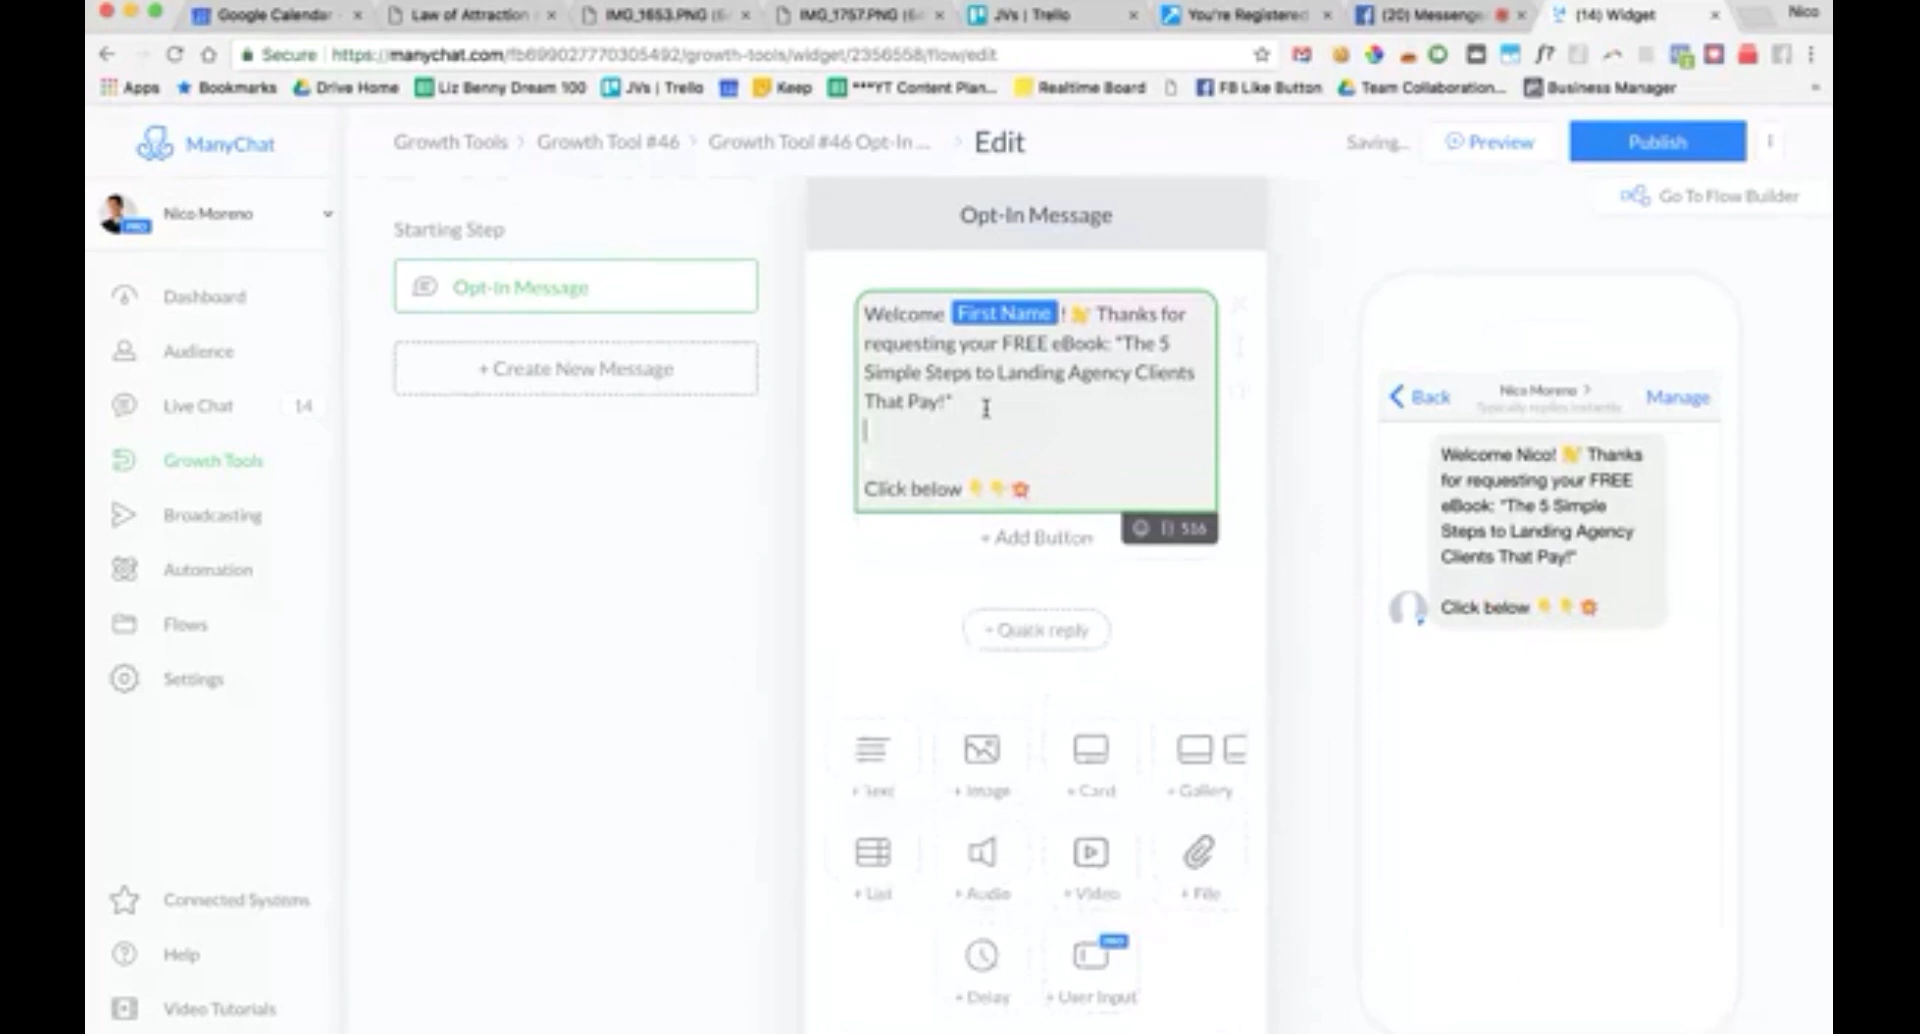 Google Calendar
Law of Attraction
IMG_1653.PNG
IMG_1757.PNG
JVs | Trello
You're Registered
(20) Messenge
(14) Widget
Nico
Secure https://manychat.com/fb699027770305492/growth-tools/widget/2356558/flow/edit
Apps Bookmarks Drive Home Liz Benny Dream 100 JVs | Trello Keep ***YT Content Plan... Realtime Board FB Like Button Team Collaboration... Business Manager
ManyChat
Growth Tools > Growth Tool #46 > Growth Tool #46 Opt-In ... > Edit
Saving...
Preview
Publish
Go To Flow Builder
Nico Moreno
PRO
Dashboard
Audience
Live Chat 14
Growth Tools
Broadcasting
Automation
Flows
Settings
Connected Systems
Help
Video Tutorials
Starting Step
Opt-In Message
+ Create New Message
Opt-In Message
Welcome First Name ! Thanks for
requesting your FREE eBook: "The 5
Simple Steps to Landing Agency Clients
That Pay!"
Click below
516
+ Add Button
+ Quick reply
+ Text
+ Image
+ Card
+ Gallery
+ List
+ Audio
+ Video
+ File
+ Delay
PRO
+ User Input
Back
Nico Moreno >
Typically replies instantly
Manage
Welcome Nico! Thanks
for requesting your FREE
eBook: "The 5 Simple
Steps to Landing Agency
Clients That Pay!"
Click below